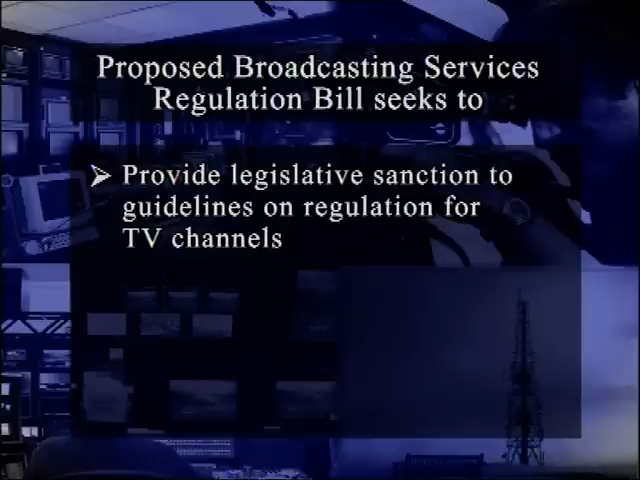 Proposed Broadcasting Services
Regulation Bill seeks to
➢ Provide legislative sanction to
guidelines on regulation for
TV channels